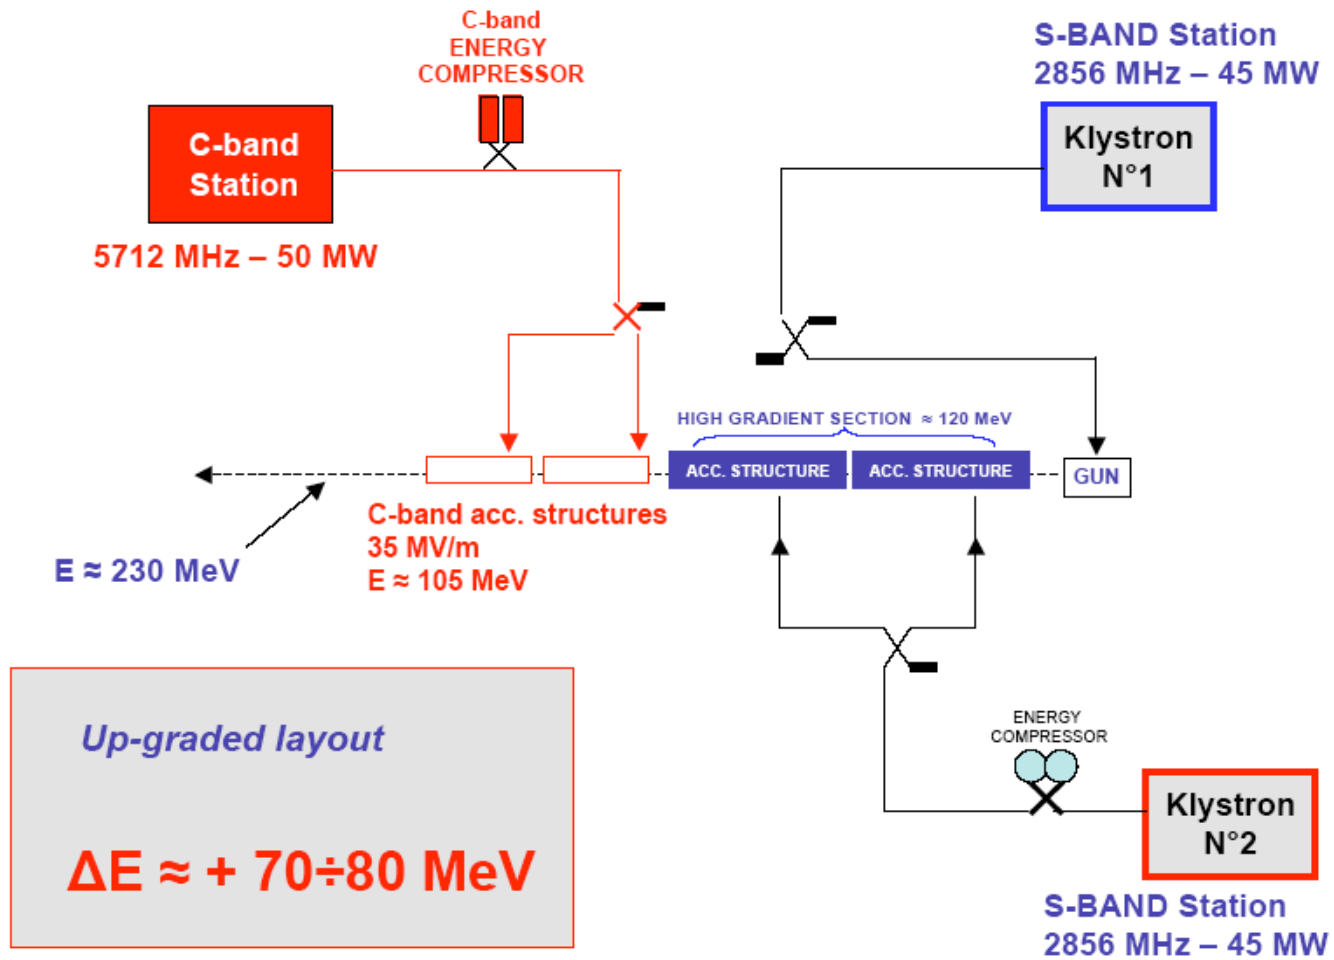 C-band
ENERGY
COMPRESSOR
S-BAND Station
2856 MHz – 45 MW
C-band
Station
Klystron
N°1
5712 MHz – 50 MW
HIGH GRADIENT SECTION ≈ 120 MeV
ACC. STRUCTURE
ACC. STRUCTURE
GUN
C-band acc. structures
35 MV/m
E ≈ 105 MeV
E ≈ 230 MeV
Up-graded layout
ΔE ≈ + 70÷80 MeV
ENERGY
COMPRESSOR
Klystron
N°2
S-BAND Station
2856 MHz – 45 MW